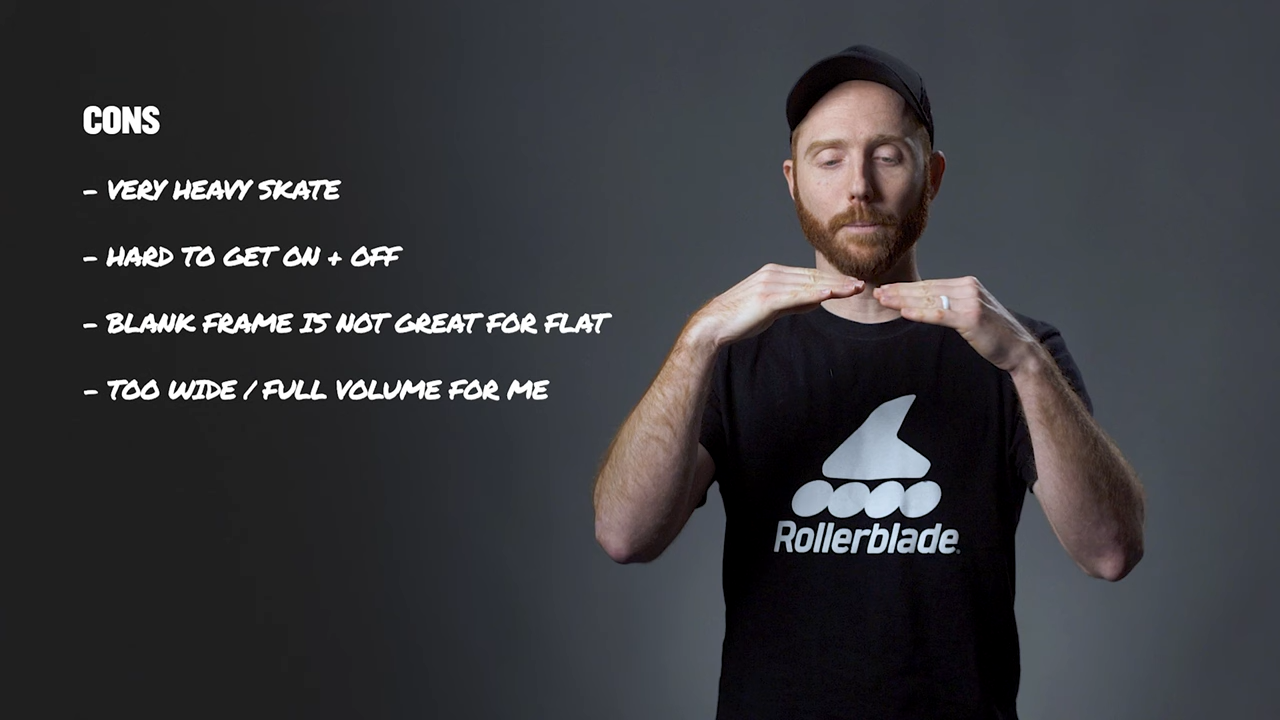 CONS
- VERY HEAVY SKATE
- HARD TO GET ON + OFF
- BLANK FRAME IS NOT GREAT FOR FLAT
- TOO WIDE / FULL VOLUME FOR ME
Rollerblade